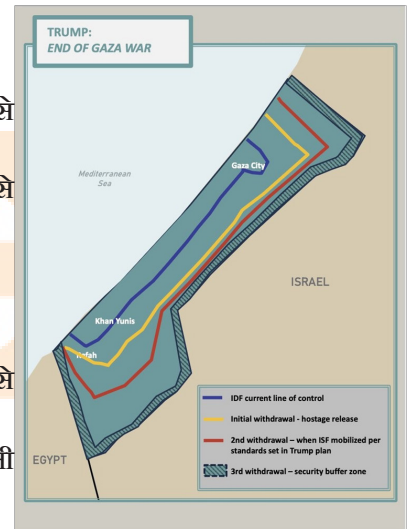 TRUMP:
END OF GAZA WAR
से
Mediterranean
Sea
Gaza City
से
ISRAEL
Khan Yunis
Rafah
से
IDF current line of control
Initial withdrawal - hostage release
2nd withdrawal – when ISF mobilized per
standards set in Trump plan
3rd withdrawal – security buffer zone
EGYPT